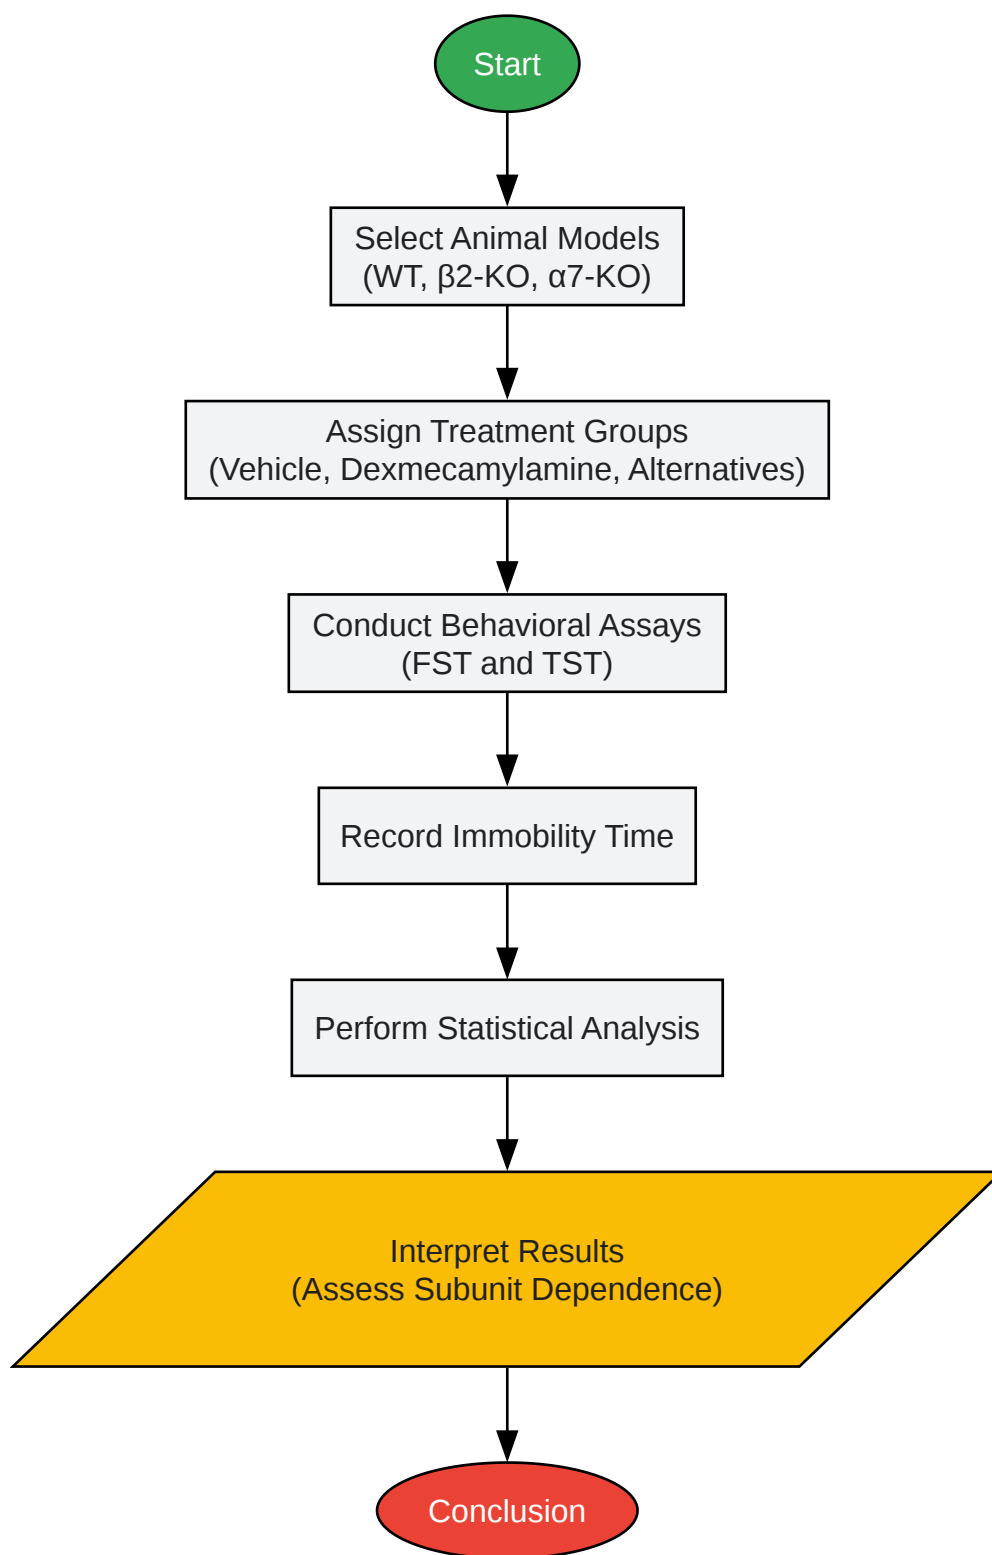 Start
Select Animal Models
(WT, β2-KO, α7-KO)
Assign Treatment Groups
(Vehicle, Dexmecamylamine, Alternatives)
Conduct Behavioral Assays
(FST and TST)
Record Immobility Time
Perform Statistical Analysis
Interpret Results
(Assess Subunit Dependence)
Conclusion